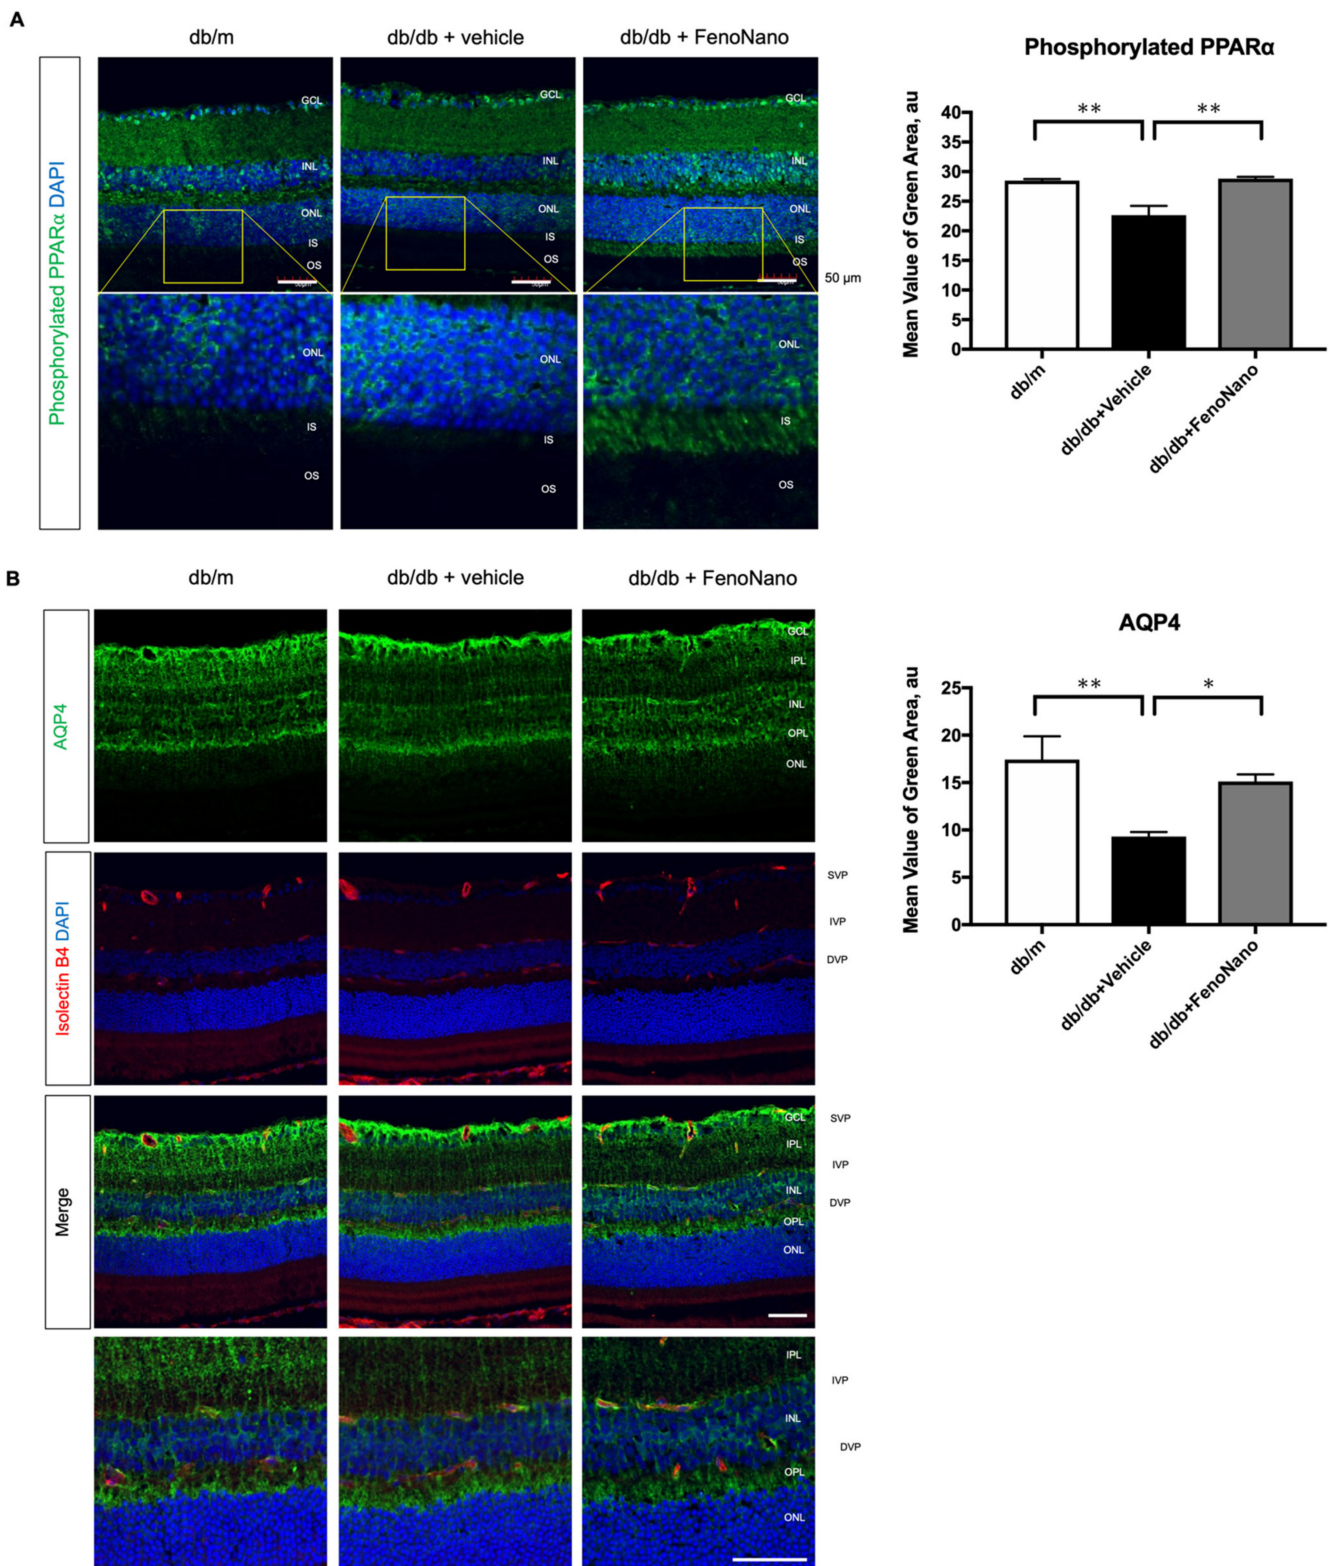 A
db/m
db/db + vehicle
db/db + FenoNano
Phosphorylated PPARα DAPI
GCL
INL
ONL
IS
OS
50μm
GCL
INL
ONL
IS
OS
50μm
GCL
INL
ONL
IS
OS
50 μm
ONL
IS
OS
ONL
IS
OS
ONL
IS
OS
Phosphorylated PPARα
Mean Value of Green Area, au
40
35
30
25
20
15
10
5
0
**
**
db/m
db/db+Vehicle
db/db+FenoNano
B
db/m
db/db + vehicle
db/db + FenoNano
AQP4
GCL
IPL
INL
OPL
ONL
Isolectin B4 DAPI
SVP
IVP
DVP
Merge
GCL
IPL
INL
OPL
ONL
SVP
IVP
DVP
IPL
INL
OPL
ONL
IVP
DVP
AQP4
Mean Value of Green Area, au
25
20
15
10
5
0
**
*
db/m
db/db+Vehicle
db/db+FenoNano